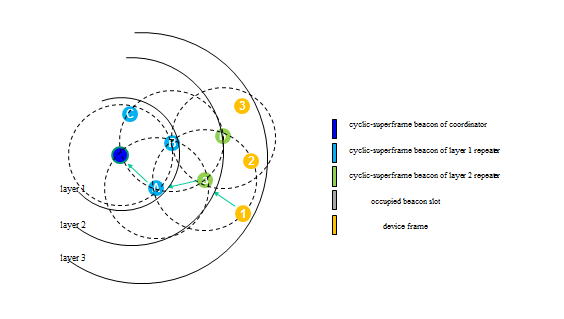 C
3
2
1
layer 1
layer 2
layer 3
cyclic-superframe beacon of coordinator
cyclic-superframe beacon of layer 1 repeater
cyclic-superframe beacon of layer 2 repeater
occupied beacon slot
device frame